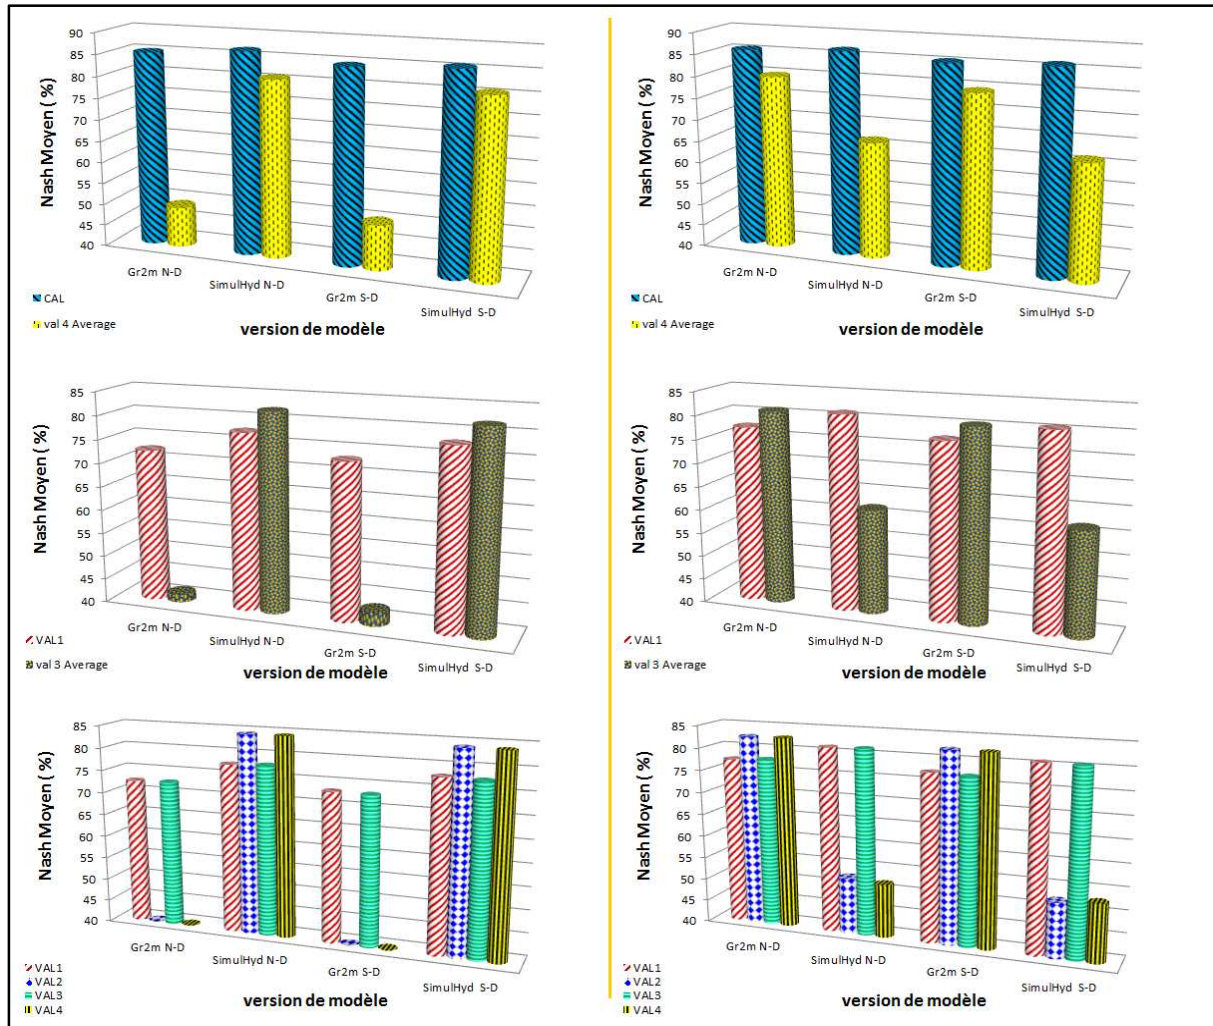 90
85
80
75
70
65
60
55
50
45
40
Nash Moyen ( %)
Gr2m N-D
SimulHyd N-D
Gr2m S-D
SimulHyd S-D
CAL
val 4 Average
version de modèle
90
85
80
75
70
65
60
55
50
45
40
Nash Moyen ( %)
Gr2m N-D
SimulHyd N-D
Gr2m S-D
SimulHyd S-D
CAL
val 4 Average
version de modèle
85
80
75
70
65
60
55
50
45
40
Nash Moyen ( %)
Gr2m N-D
SimulHyd N-D
Gr2m S-D
SimulHyd S-D
VAL1
val 3 Average
version de modèle
85
80
75
70
65
60
55
50
45
40
Nash Moyen ( %)
Gr2m N-D
SimulHyd N-D
Gr2m S-D
SimulHyd S-D
VAL1
val 3 Average
version de modèle
85
80
75
70
65
60
55
50
45
40
Nash Moyen ( %)
Gr2m N-D
SimulHyd N-D
Gr2m S-D
SimulHyd S-D
VAL1
VAL2
VAL3
VAL4
version de modèle
85
80
75
70
65
60
55
50
45
40
Nash Moyen ( %)
Gr2m N-D
SimulHyd N-D
Gr2m S-D
SimulHyd S-D
VAL1
VAL2
VAL3
VAL4
version de modèle